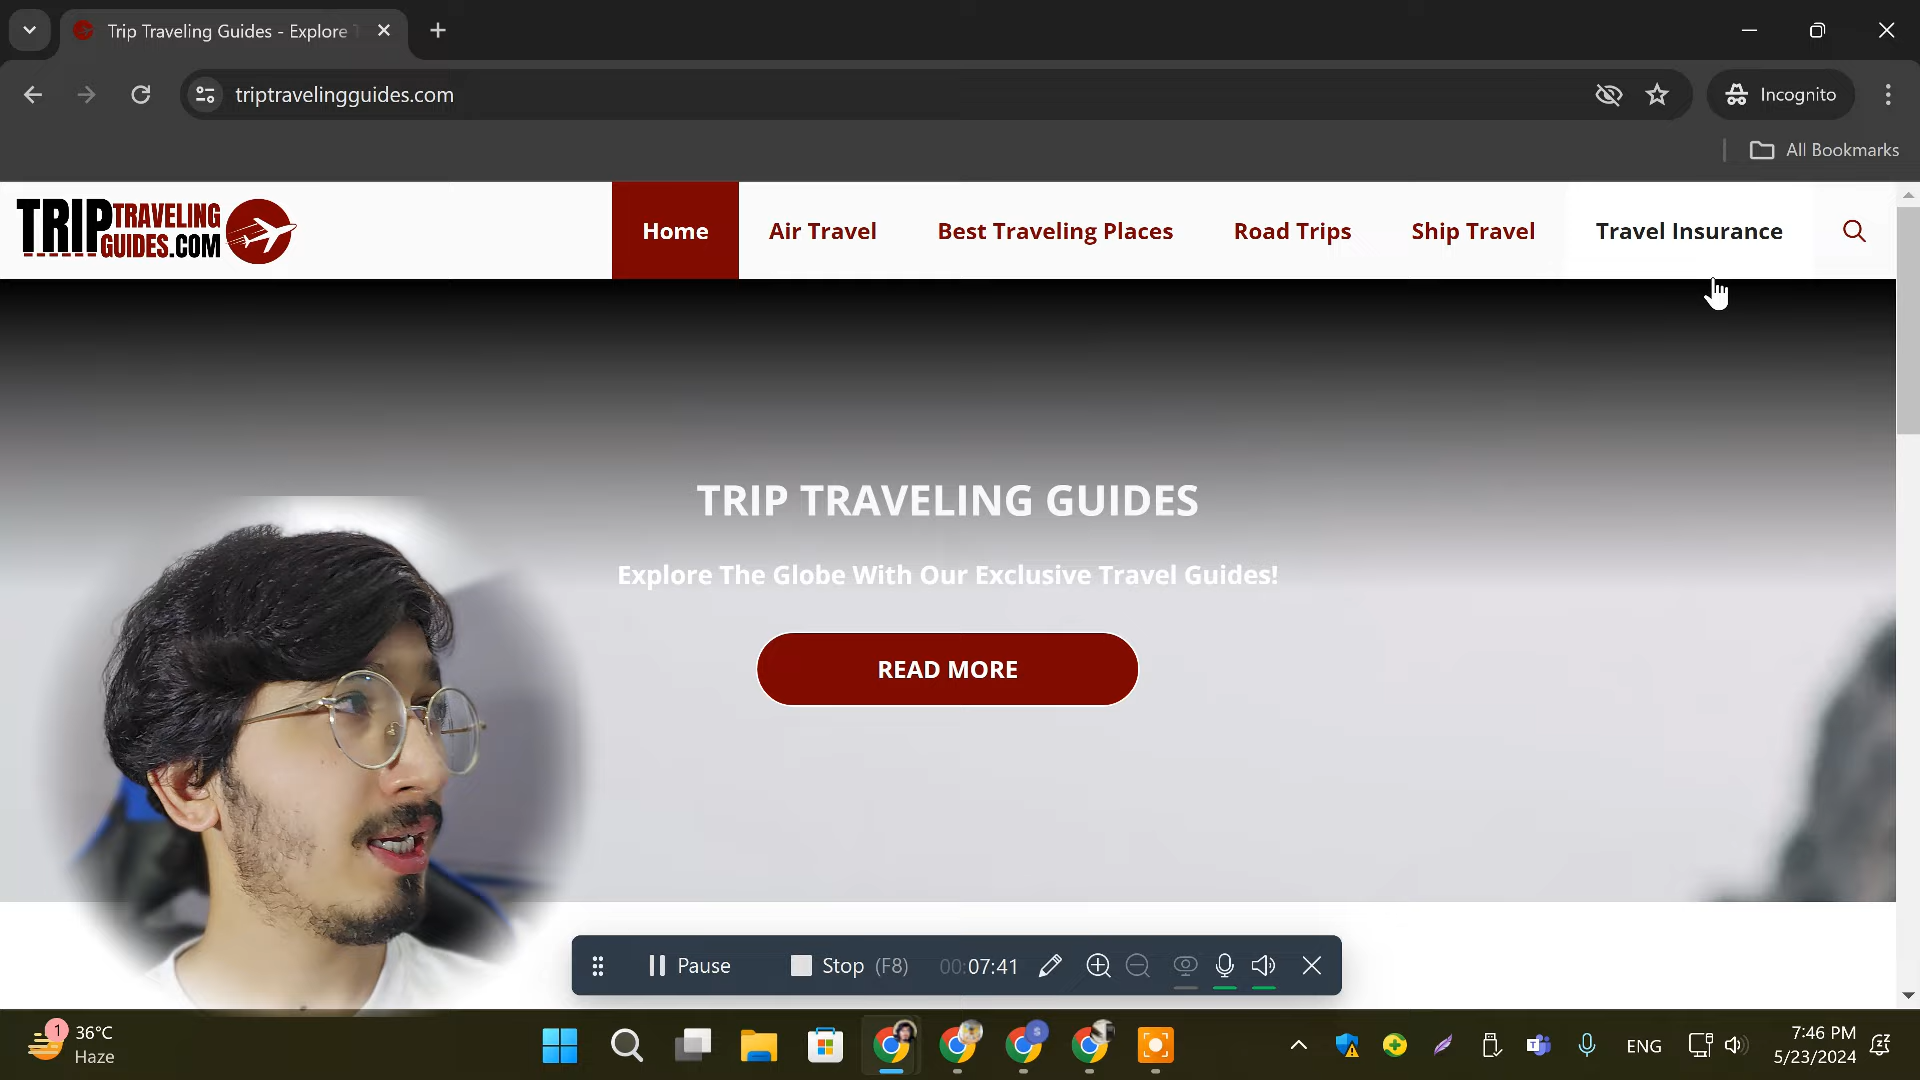 Trip Traveling Guides - Explore
triptravelingguides.com
Incognito
All Bookmarks
TRIP TRAVELING GUIDES.COM
Home
Air Travel
Best Traveling Places
Road Trips
Ship Travel
Travel Insurance
TRIP TRAVELING GUIDES
Explore The Globe With Our Exclusive Travel Guides!
READ MORE
Pause
Stop (F8)
00:07:41
1
36°C
Haze
S
T
ENG
7:46 PM
5/23/2024